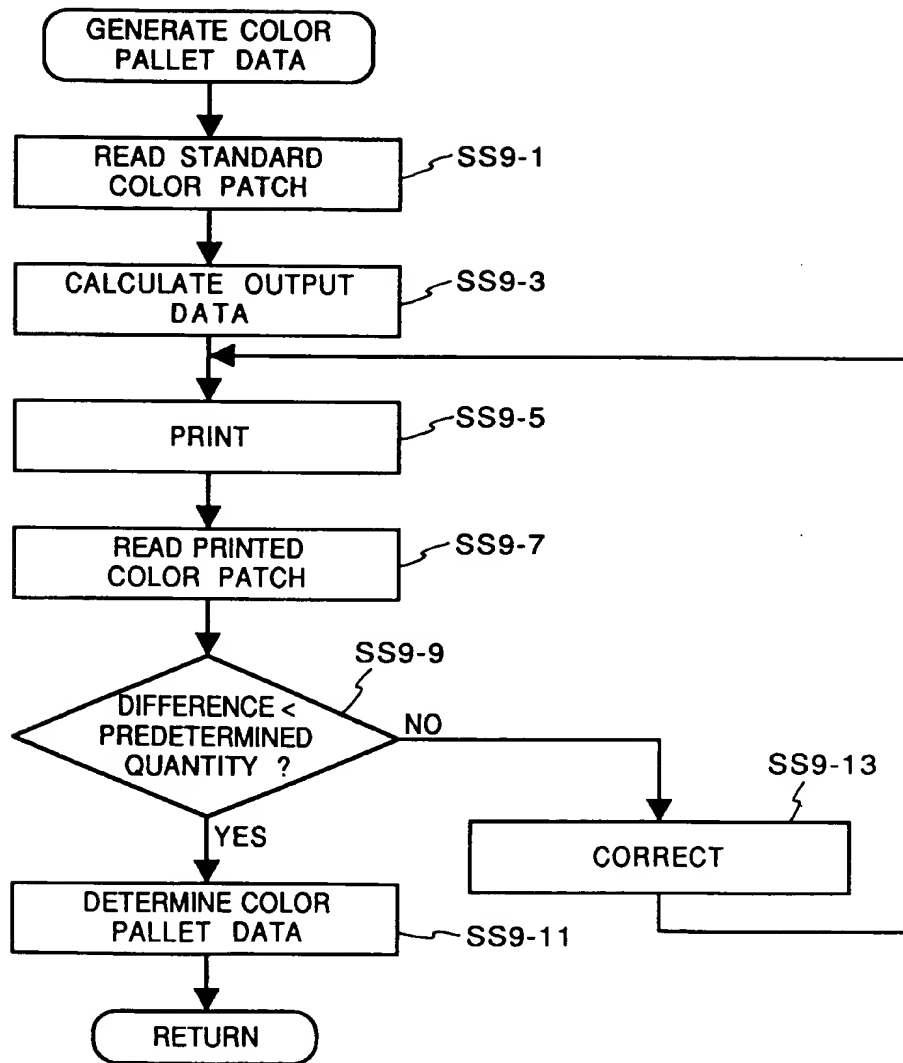 GENERATE COLOR
PALLET DATA
READ STANDARD
COLOR PATCH
SS9-1
CALCULATE OUTPUT
DATA
SS9-3
PRINT
SS9-5
READ PRINTED
COLOR PATCH
SS9-7
DIFFERENCE <
PREDETERMINED
QUANTITY ?
SS9-9
NO
YES
SS9-13
CORRECT
DETERMINE COLOR
PALLET DATA
SS9-11
RETURN